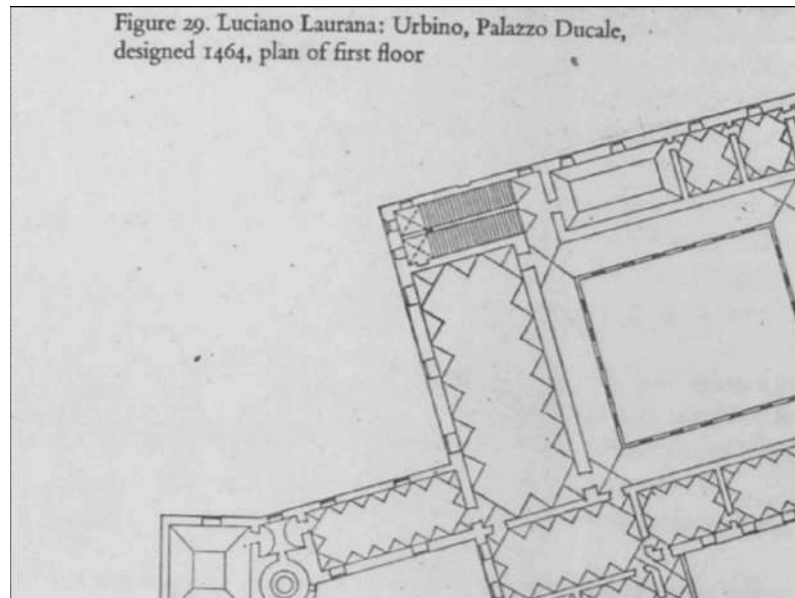 Figure 29. Luciano Laurana: Urbino, Palazzo Ducale,
designed 1464, plan of first floor